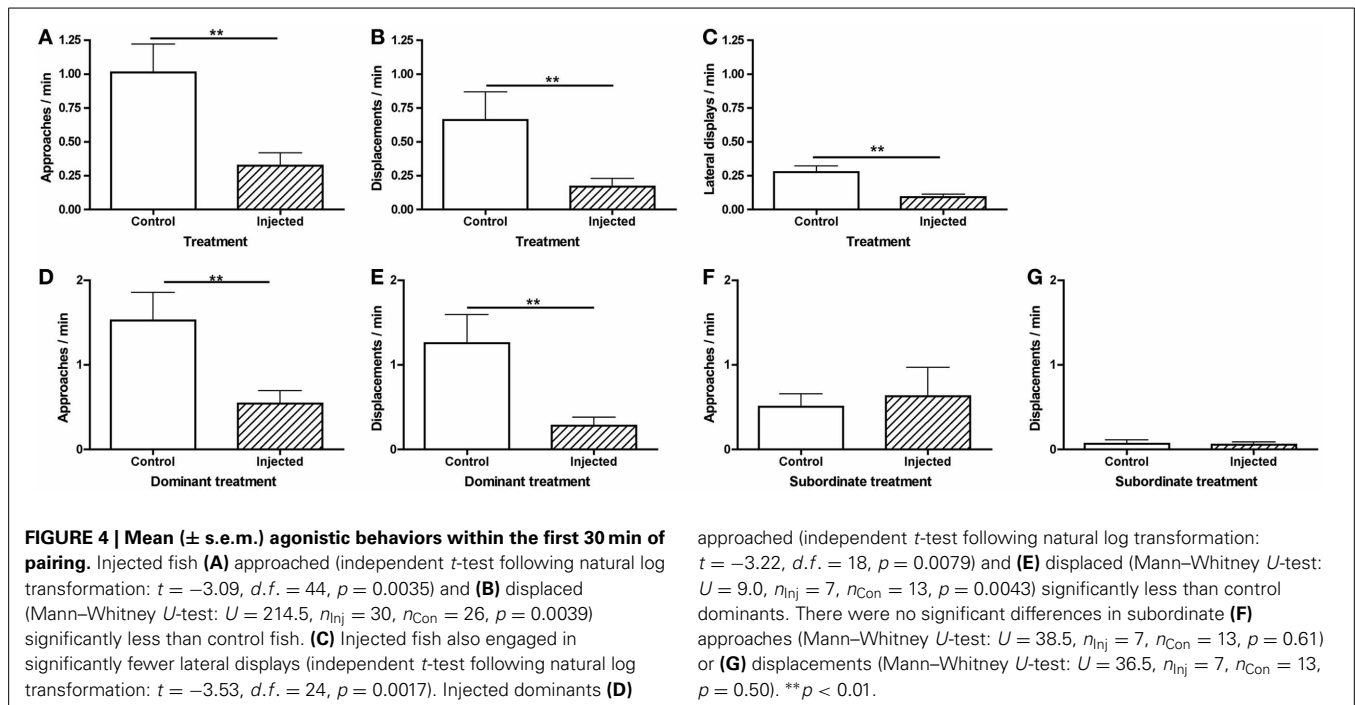 A
1.25
1.00
0.75
0.50
0.25
0.00
Approaches / min
**
Control
Injected
Treatment
B
1.25
1.00
0.75
0.50
0.25
0.00
Displacements / min
**
Control
Injected
Treatment
C
1.25
1.00
0.75
0.50
0.25
0.00
Lateral displays / min
**
Control
Injected
Treatment
D
2
1
0
Approaches / min
**
Control
Injected
Dominant treatment
E
2
1
0
Displacements / min
**
Control
Injected
Dominant treatment
F
2
1
0
Approaches / min
Control
Injected
Subordinate treatment
G
2
1
0
Displacements / min
Control
Injected
Subordinate treatment
FIGURE 4 | Mean (± s.e.m.) agonistic behaviors within the first 30 min of
pairing. Injected fish (A) approached (independent t-test following natural log
transformation: t = −3.09, d.f. = 44, p = 0.0035) and (B) displaced
(Mann–Whitney U-test: U = 214.5, nInj = 30, nCon = 26, p = 0.0039)
significantly less than control fish. (C) Injected fish also engaged in
significantly fewer lateral displays (independent t-test following natural log
transformation: t = −3.53, d.f. = 24, p = 0.0017). Injected dominants (D)
approached (independent t-test following natural log transformation:
t = −3.22, d.f. = 18, p = 0.0079) and (E) displaced (Mann–Whitney U-test:
U = 9.0, nInj = 7, nCon = 13, p = 0.0043) significantly less than control
dominants. There were no significant differences in subordinate (F)
approaches (Mann–Whitney U-test: U = 38.5, nInj = 7, nCon = 13, p = 0.61)
or (G) displacements (Mann–Whitney U-test: U = 36.5, nInj = 7, nCon = 13,
p = 0.50). **p < 0.01.